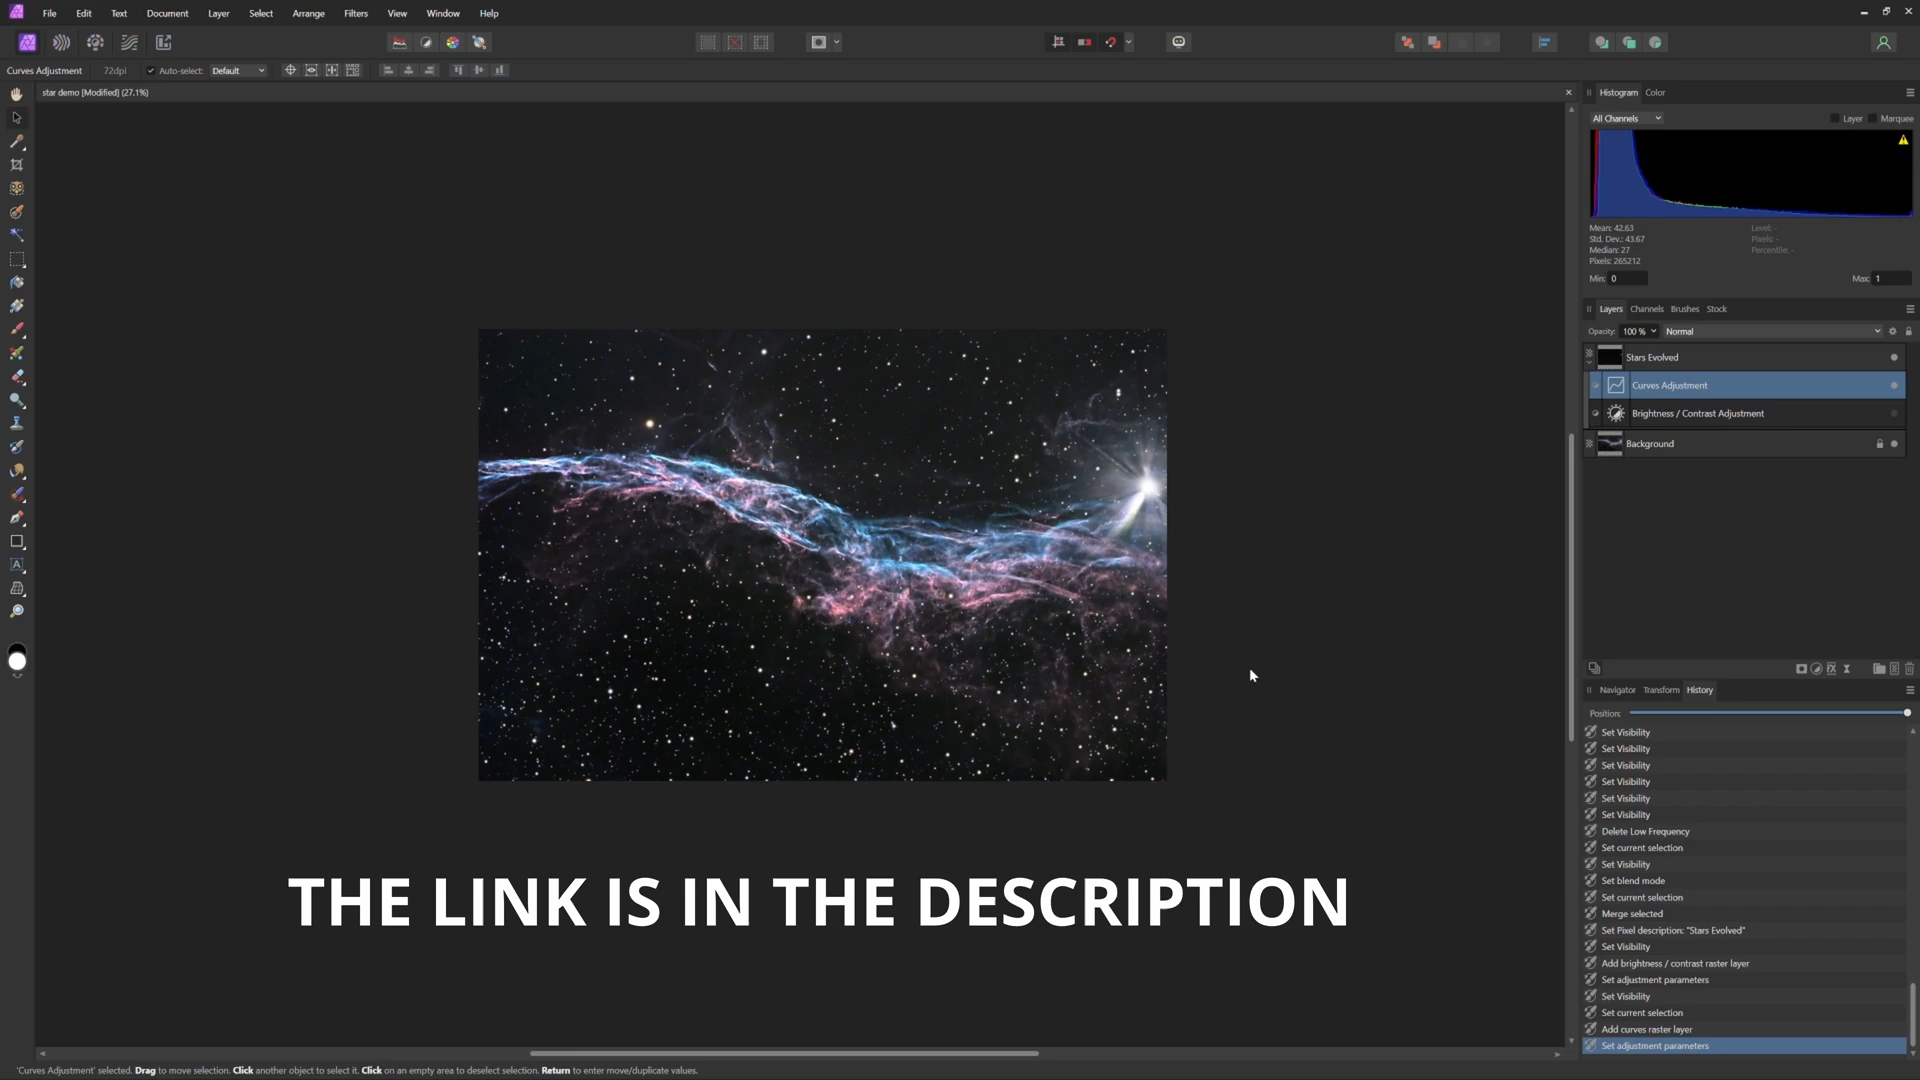 File Edit Text Document Layer Select Arrange Filters View Window Help
Curves Adjustment 72dpi Auto-select: Default
star demo [Modified] (27.1%)
Histogram Color
All Channels Layer Marquee
Mean: 42.63 Level: -
Std. Dev.: 43.67 Pixels: -
Median: 27 Percentile: -
Pixels: 265212
Min: 0 Max: 1
Layers Channels Brushes Stock
Opacity: 100 % Normal
Stars Evolved
Curves Adjustment
Brightness / Contrast Adjustment
Background
Navigator Transform History
Position:
Set Visibility
Set Visibility
Set Visibility
Set Visibility
Set Visibility
Set Visibility
Delete Low Frequency
Set current selection
Set Visibility
Set blend mode
Set current selection
Merge selected
Set Pixel description: "Stars Evolved"
Set Visibility
Add brightness / contrast raster layer
Set adjustment parameters
Set Visibility
Set current selection
Add curves raster layer
Set adjustment parameters
THE LINK IS IN THE DESCRIPTION
'Curves Adjustment' selected. Drag to move selection. Click another object to select it. Click on an empty area to deselect selection. Return to enter move/duplicate values.